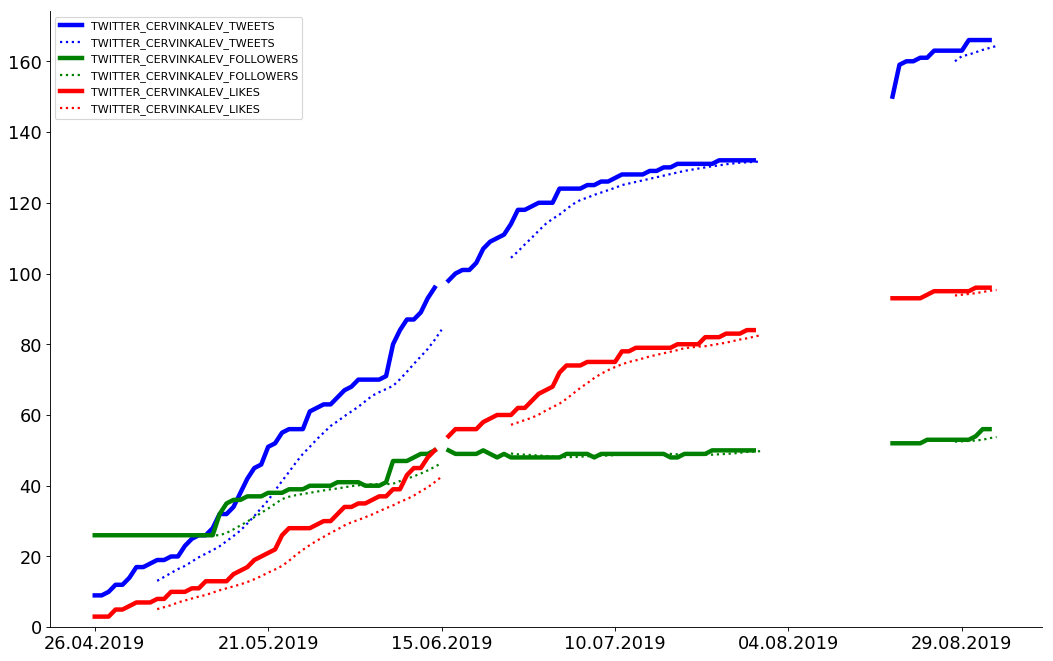 TWITTER_CERVINKALEV_TWEETS
TWITTER_CERVINKALEV_TWEETS
TWITTER_CERVINKALEV_FOLLOWERS
TWITTER_CERVINKALEV_FOLLOWERS
TWITTER_CERVINKALEV_LIKES
TWITTER_CERVINKALEV_LIKES
160
140
120
100
80
60
40
20
0
26.04.2019 21.05.2019 15.06.2019 10.07.2019 04.08.2019 29.08.2019